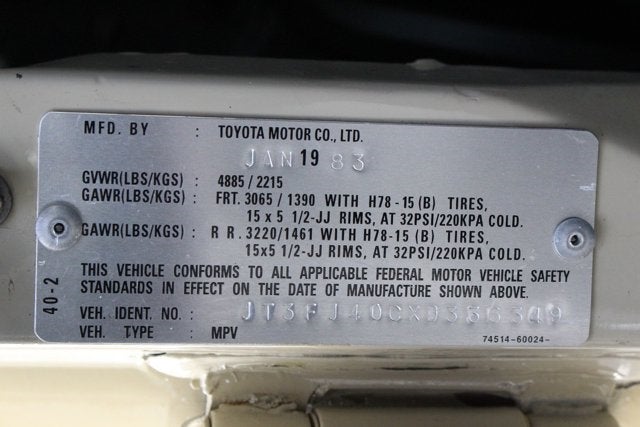 MFD. BY : TOYOTA MOTOR CO., LTD.
JAN 19 83
GVWR(LBS/KGS) : 4885 / 2215
GAWR(LBS/KGS) : FRT. 3065 / 1390 WITH H78-15 (B) TIRES,
15 x 5 1/2-JJ RIMS, AT 32PSI/220KPA COLD.
GAWR(LBS/KGS) : R R. 3220/1461 WITH H78-15 (B) TIRES,
15x5 1/2-JJ RIMS, AT 32PSI/220KPA COLD.
THIS VEHICLE CONFORMS TO ALL APPLICABLE FEDERAL MOTOR VEHICLE SAFETY
STANDARDS IN EFFECT ON THE DATE OF MANUFACTURE SHOWN ABOVE.
VEH. IDENT. NO. :
VEH. TYPE : MPV
74514-60024-
40-2